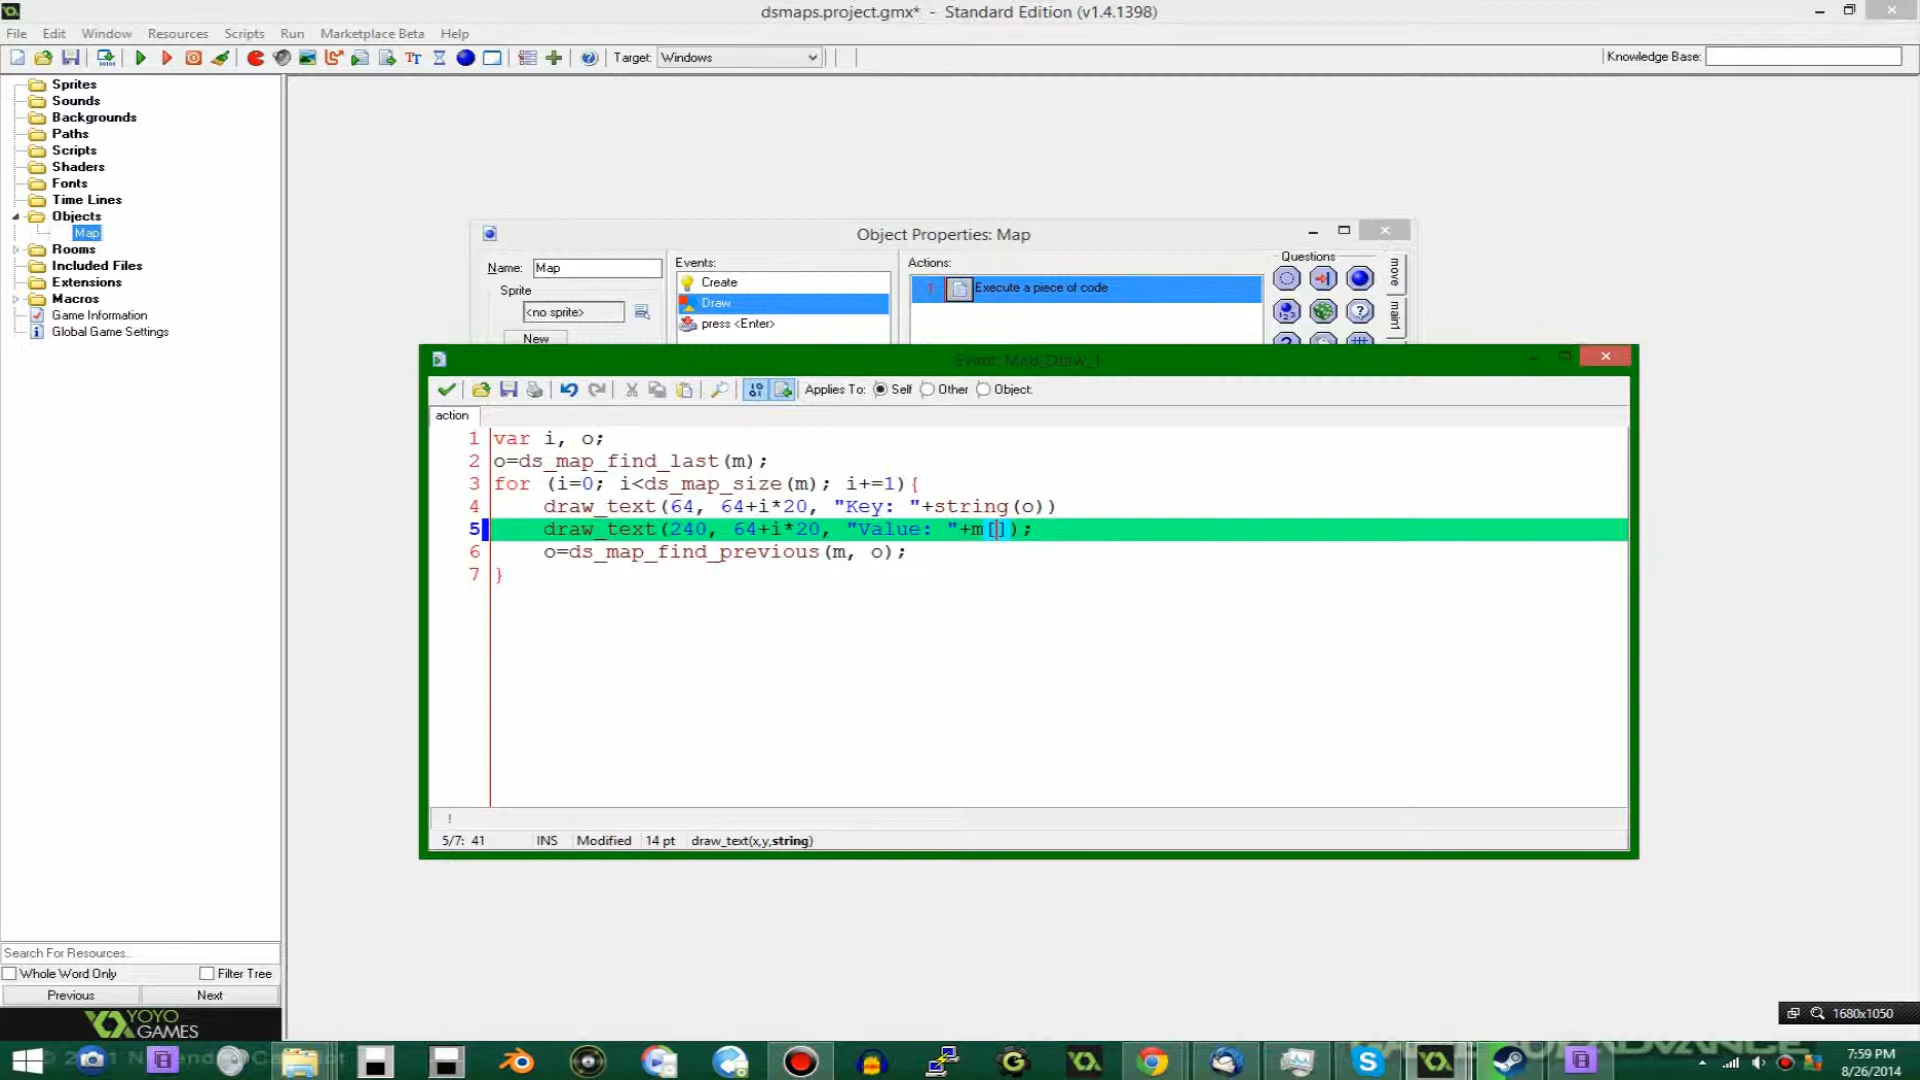 dsmaps.project.gmx* - Standard Edition (v1.4.1398)
File Edit Window Resources Scripts Run Marketplace Beta Help
Target: Windows
Knowledge Base:
Sprites
Sounds
Backgrounds
Paths
Scripts
Shaders
Fonts
Time Lines
Objects
Map
Rooms
Included Files
Extensions
Macros
Game Information
Global Game Settings
Object Properties: Map
Name: Map
Sprite
<no sprite>
New
Events:
Create
Draw
press <Enter>
Actions:
1 Execute a piece of code
Questions
move
main1
Event: Map_Draw_1
Applies To: Self Other Object
action
1 var i, o;
2 o=ds_map_find_last(m);
3 for (i=0; i<ds_map_size(m); i+=1){
4 draw_text(64, 64+i*20, "Key: "+string(o))
5 draw_text(240, 64+i*20, "Value: "+m[]);
6 o=ds_map_find_previous(m, o);
7 }
!
5/7: 41 INS Modified 14 pt draw_text(x,y,string)
Search For Resources..
Whole Word Only Filter Tree
Previous Next
YOYO
GAMES
1680x1050
7:59 PM
8/26/2014